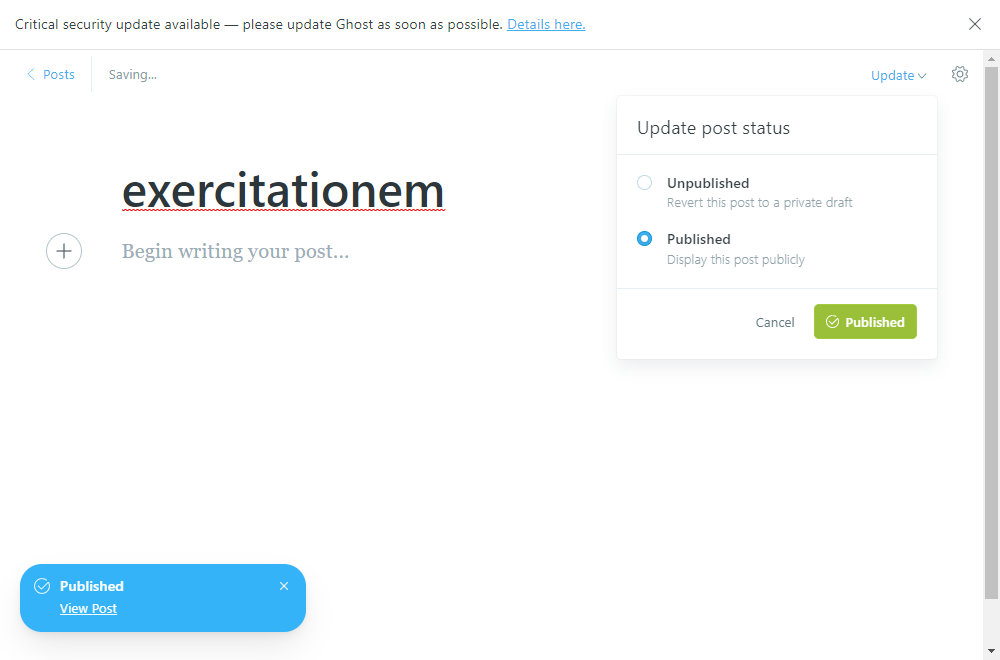 Critical security update available — please update Ghost as soon as possible. Details here.
Posts
Saving...
Update
Update post status
exercitationem
Unpublished
Revert this post to a private draft
Published
Display this post publicly
Begin writing your post...
Cancel
Published
Published
View Post